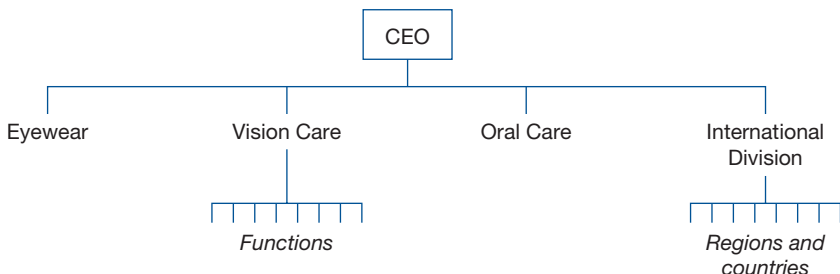 CEO
Eyewear
Vision Care
Oral Care
International
Division
Functions
Regions and
countries